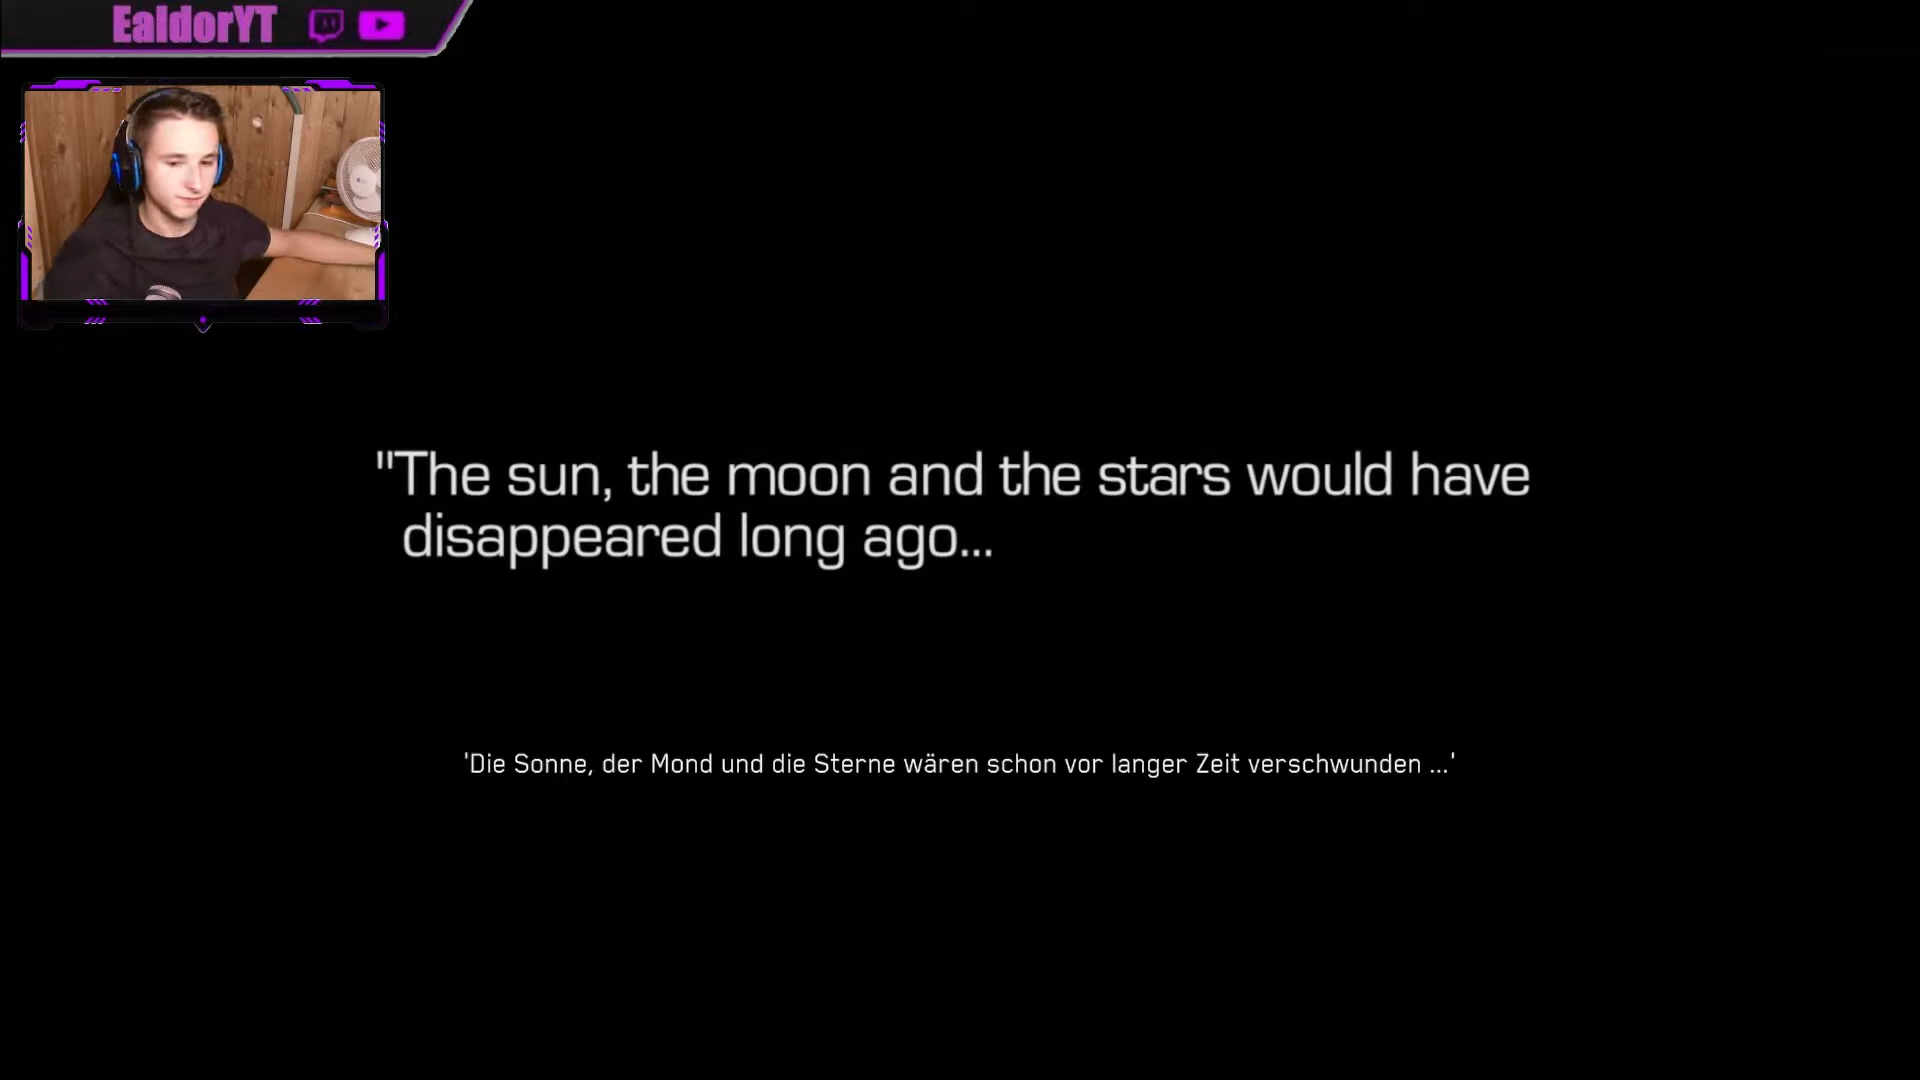 EaldorYT
"The sun, the moon and the stars would have
disappeared long ago...
'Die Sonne, der Mond und die Sterne wären schon vor langer Zeit verschwunden ...'